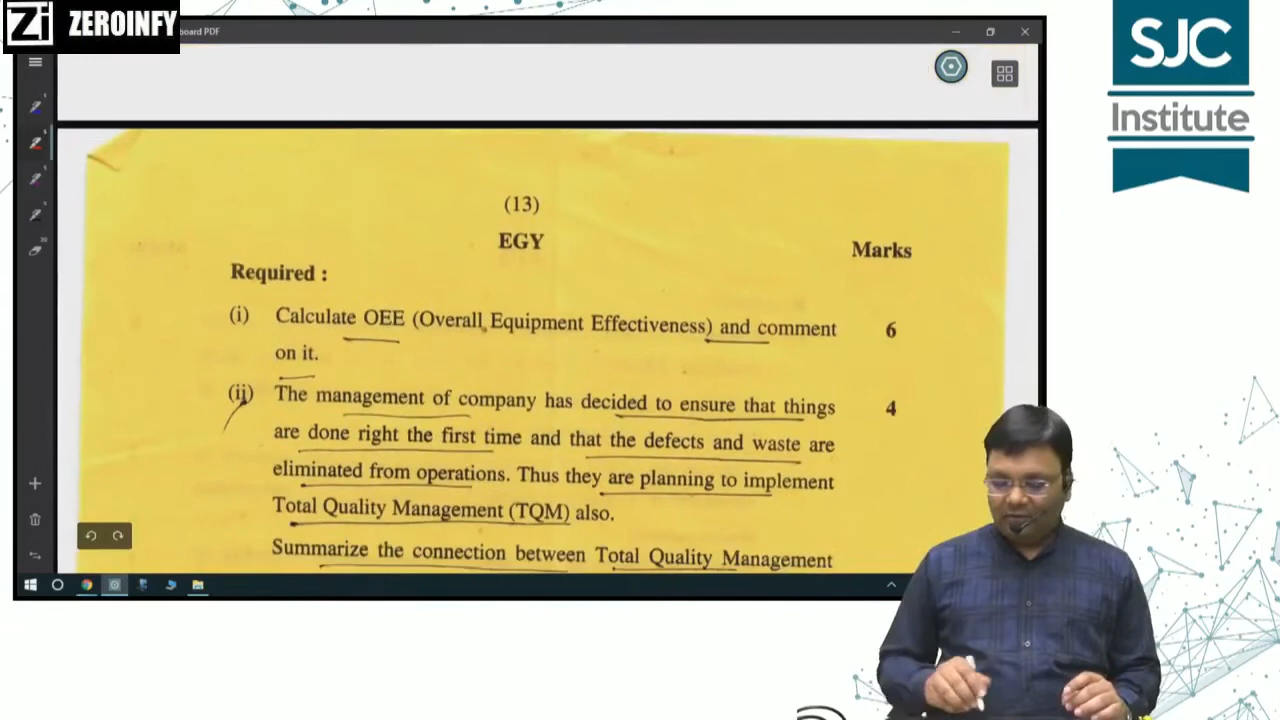 Zi ZEROINFY
board PDF
SJC
Institute
(13)
EGY
Marks
Required :
(i) Calculate OEE (Overall Equipment Effectiveness) and comment 6
on it.
(ii) The management of company has decided to ensure that things 4
are done right the first time and that the defects and waste are
eliminated from operations. Thus they are planning to implement
Total Quality Management (TQM) also.
Summarize the connection between Total Quality Management